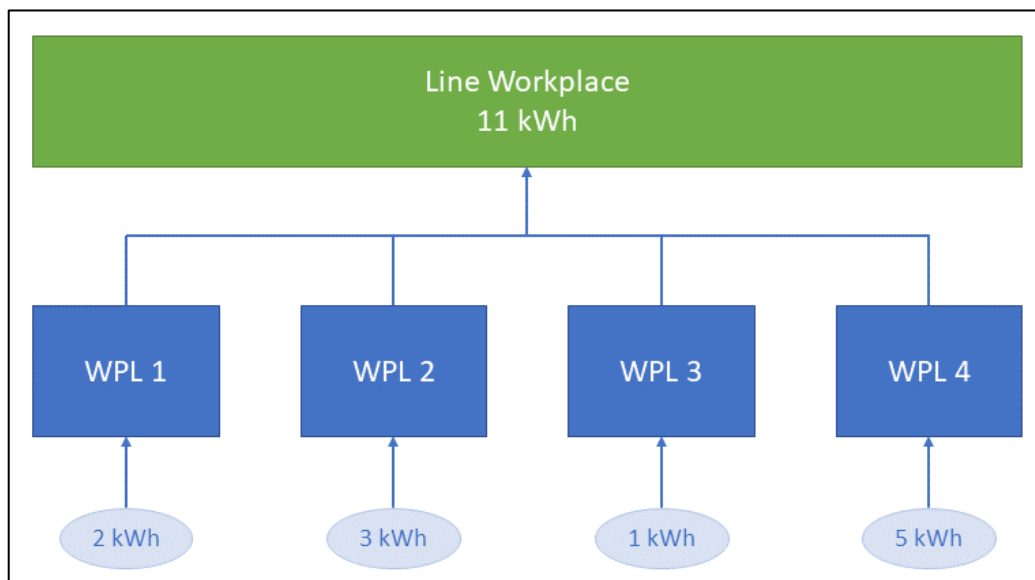 Line Workplace
11 kWh
WPL 1
WPL 2
WPL 3
WPL 4
2 kWh
3 kWh
1 kWh
5 kWh